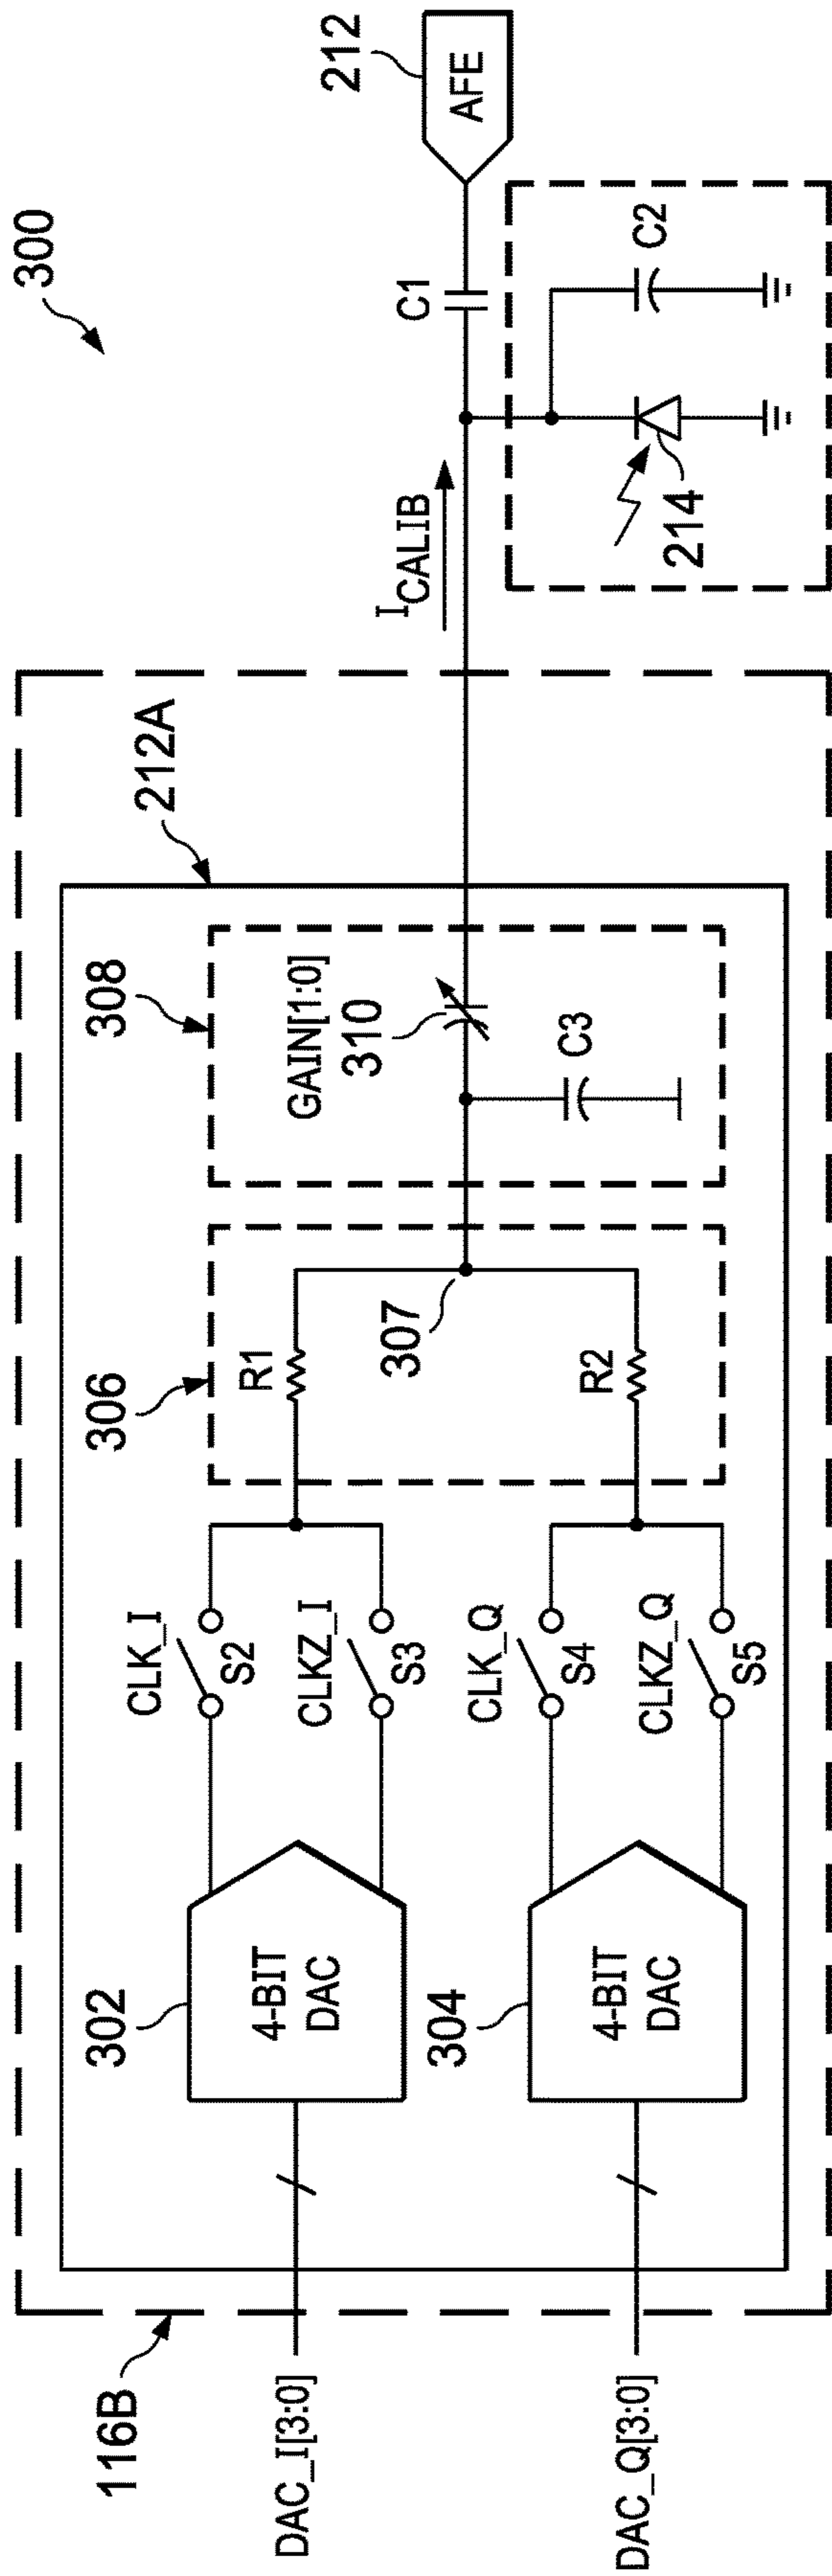 300
116B
212A
308
306
212
AFE
C1
C2
214
I CALIB
GAIN[1:0]
310
C3
307
R1
R2
CLK_I
S2
CLKZ_I
S3
CLK_Q
S4
CLKZ_Q
S5
302
4-BIT
DAC
304
4-BIT
DAC
DAC_I[3:0]
DAC_Q[3:0]